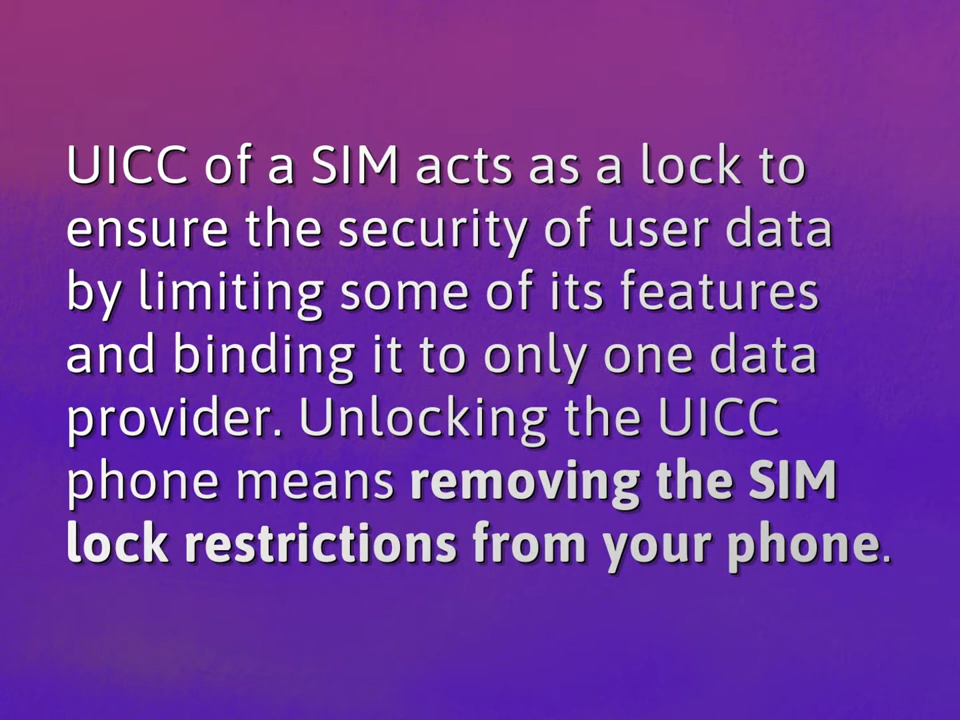 UICC of a SIM acts as a lock to
ensure the security of user data
by limiting some of its features
and binding it to only one data
provider. Unlocking the UICC
phone means removing the SIM
lock restrictions from your phone.